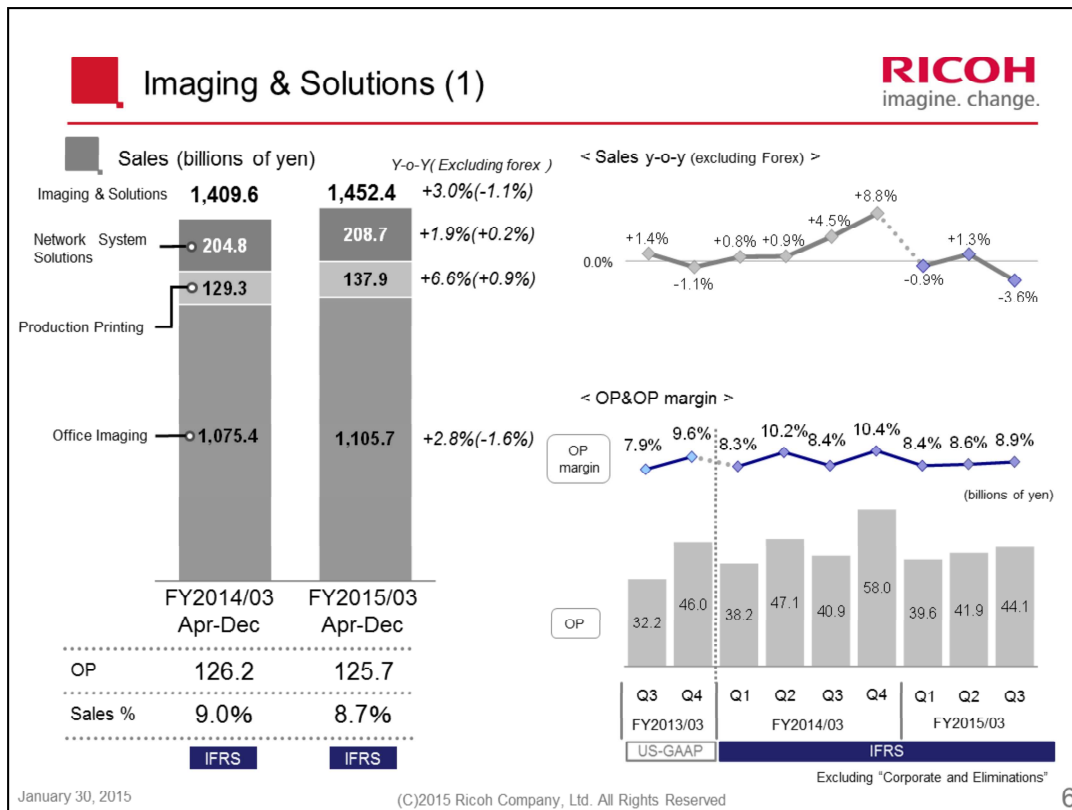 Imaging & Solutions (1)
RICOH
imagine. change.
Sales (billions of yen)
Y-o-Y( Excluding forex )
Imaging & Solutions 1,409.6 1,452.4 +3.0%(-1.1%)
Network System
Solutions
204.8 208.7 +1.9%(+0.2%)
129.3 137.9 +6.6%(+0.9%)
Production Printing
Office Imaging 1,075.4 1,105.7 +2.8%(-1.6%)
FY2014/03 FY2015/03
Apr-Dec Apr-Dec
OP 126.2 125.7
Sales % 9.0% 8.7%
IFRS IFRS
< Sales y-o-y (excluding Forex) >
0.0%
+1.4% -1.1% +0.8% +0.9% +4.5% +8.8% -0.9% +1.3% -3.6%
< OP&OP margin >
OP
margin
7.9% 9.6% 8.3% 10.2% 8.4% 10.4% 8.4% 8.6% 8.9%
(billions of yen)
OP
32.2 46.0 38.2 47.1 40.9 58.0 39.6 41.9 44.1
Q3 Q4 Q1 Q2 Q3 Q4 Q1 Q2 Q3
FY2013/03 FY2014/03 FY2015/03
US-GAAP IFRS
Excluding "Corporate and Eliminations"
January 30, 2015
(C)2015 Ricoh Company, Ltd. All Rights Reserved
6